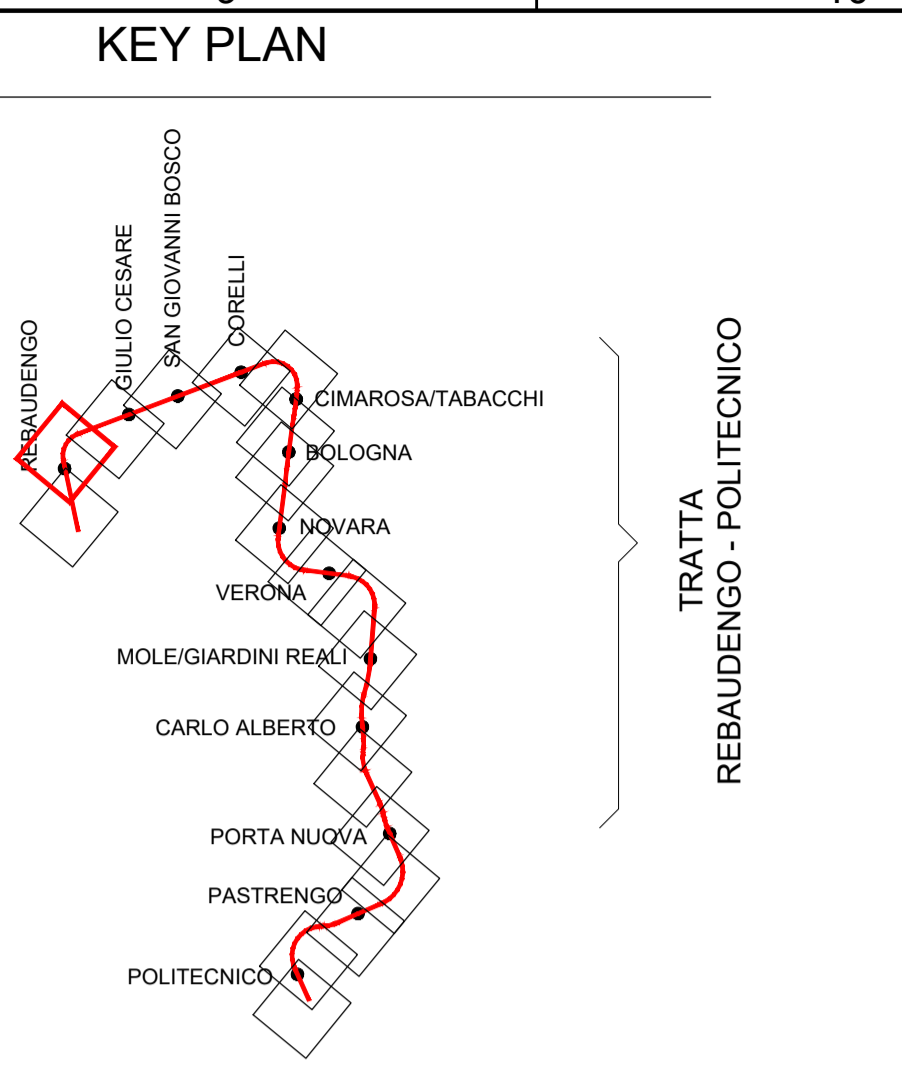 KEY PLAN
REBAUDENGO
GIULIO CESARE
SAN GIOVANNI BOSCO
CORELLI
CIMAROSA/TABACCHI
BOLOGNA
NOVARA
VERONA
MOLE/GIARDINI REALI
CARLO ALBERTO
PORTA NUOVA
PASTRENGO
POLITECNICO
TRATTA
REBAUDENGO - POLITECNICO